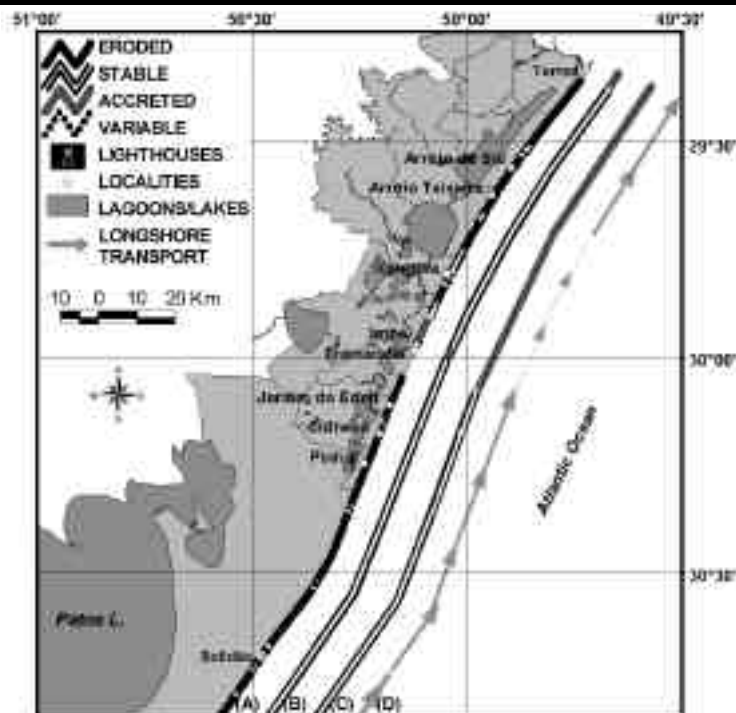 51°00'
50°30'
50°00'
49°30'
ERODED
STABLE
ACCRETED
VARIABLE
LIGHTHOUSES
LOCALITIES
LAGOONS/LAKES
LONGSHORE
TRANSPORT
10 0 10 20 Km
Torres
29°30'
Arroio do Sal
Arroio Teixeira
30°00'
Tramandaí
Jardim do Éden
Cidreira
Pinhal
Atlantic Ocean
30°30'
Patos L.
Solidão
(A) (B) (C) (D)